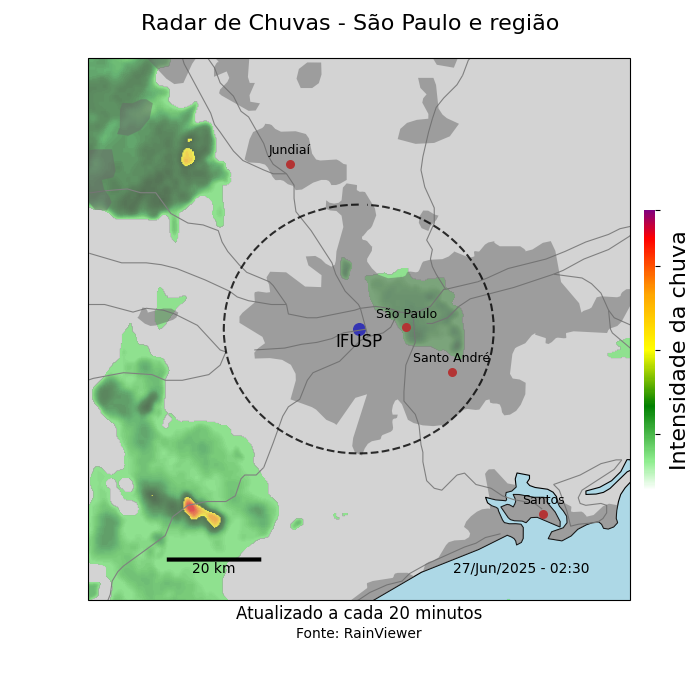 Radar de Chuvas - São Paulo e região
Jundiaí
São Paulo
IFUSP
Santo André
Santos
20 km
27/Jun/2025 - 02:30
Intensidade da chuva
Atualizado a cada 20 minutos
Fonte: RainViewer